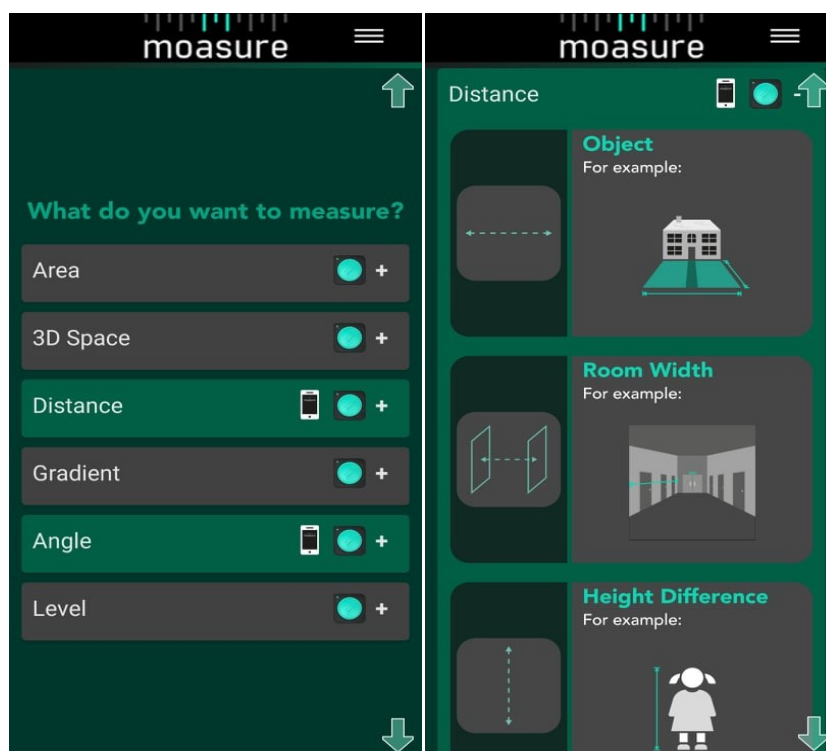 moasure
What do you want to measure?
Area +
3D Space +
Distance +
Gradient +
Angle +
Level +
moasure
Distance -
Object
For example:
Room Width
For example:
Height Difference
For example: